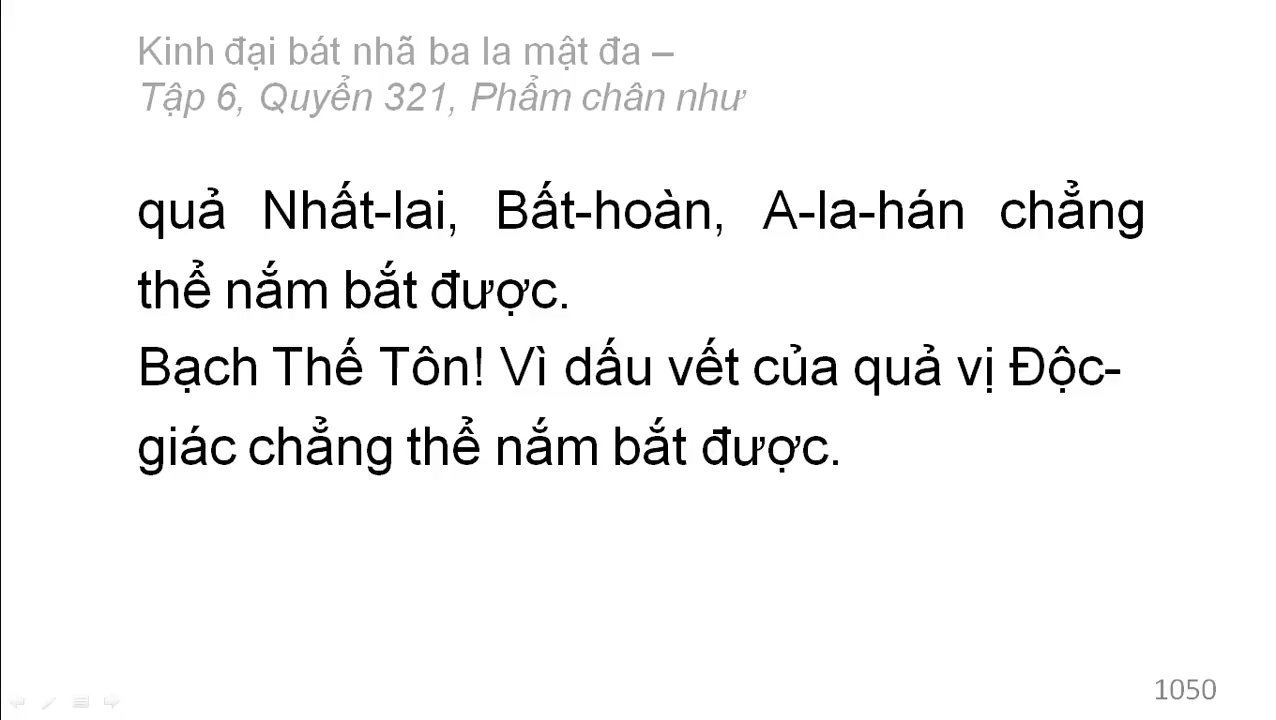 Kinh đại bát nhã ba la mật đa –
Tập 6, Quyển 321, Phẩm chân như
quả Nhất-lai, Bất-hoàn, A-la-hán chẳng
thể nắm bắt được.
Bạch Thế Tôn! Vì dấu vết của quả vị Độc-
giác chẳng thể nắm bắt được.
1050